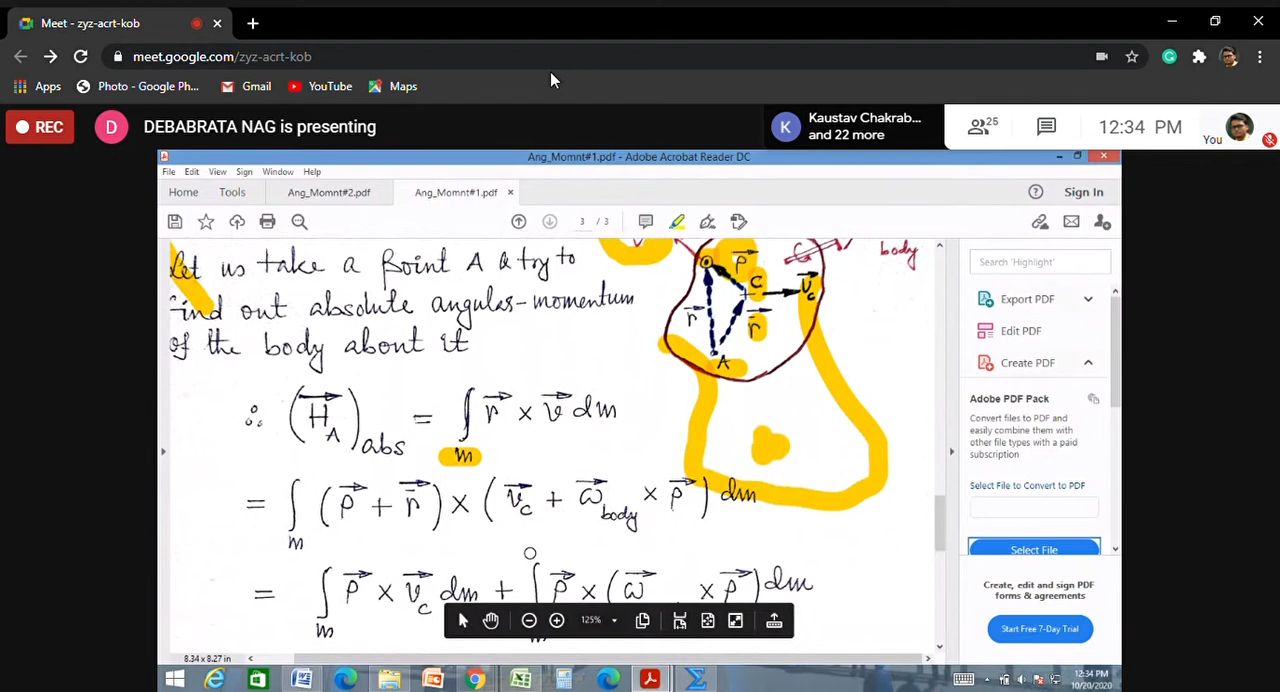 Meet - zyz-acrt-kob
meet.google.com/zyz-acrt-kob
Apps Photo - Google Ph... Gmail YouTube Maps
REC D DEBABRATA NAG is presenting
K Kaustav Chakrab...
and 22 more
25
12:34 PM
You
Ang_Momnt#1.pdf - Adobe Acrobat Reader DC
File Edit View Sign Window Help
Home Tools Ang_Momnt#2.pdf Ang_Momnt#1.pdf × Sign In
3 / 3
Let us take a Point A & try to
find out absolute angular-momentum
of the body about it
body
ρ⃗
C
v⃗c
r⃗
r̄⃗
A
∴ (H⃗A)abs = ∫m r⃗ × v⃗ dm
= ∫m (ρ⃗ + r̄⃗) × (v⃗c + ω⃗body × ρ⃗) dm
= ∫m ρ⃗ × v⃗c dm + ∫ ρ⃗ × (ω⃗ × ρ⃗) dm
125%
8.34 x 8.27 in
Search 'Highlight'
Export PDF
Edit PDF
Create PDF
Adobe PDF Pack
Convert files to PDF and
easily combine them with
other file types with a paid
subscription
Select File to Convert to PDF
Select File
Create, edit and sign PDF
forms & agreements
Start Free 7-Day Trial
12:34 PM
10/20/2020